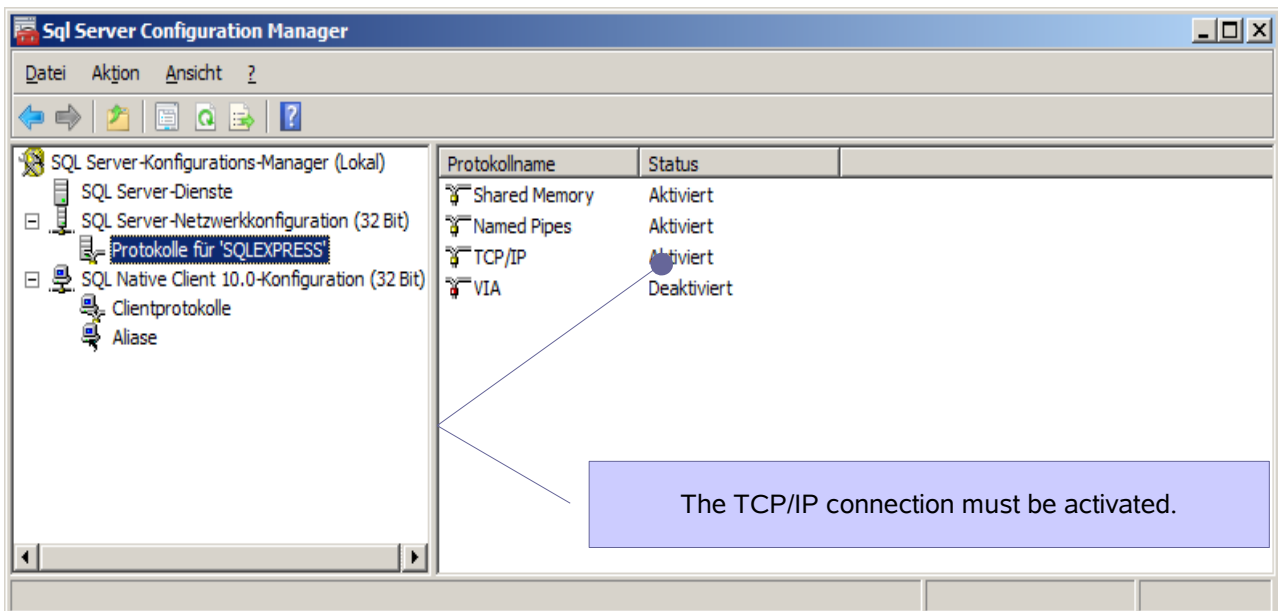 Sql Server Configuration Manager
Datei Aktion Ansicht ?
SQL Server-Konfigurations-Manager (Lokal)
SQL Server-Dienste
SQL Server-Netzwerkkonfiguration (32 Bit)
Protokolle für 'SQLEXPRESS'
SQL Native Client 10.0-Konfiguration (32 Bit)
Clientprotokolle
Aliase
Protokollname Status
Shared Memory Aktiviert
Named Pipes Aktiviert
TCP/IP Aktiviert
VIA Deaktiviert
The TCP/IP connection must be activated.